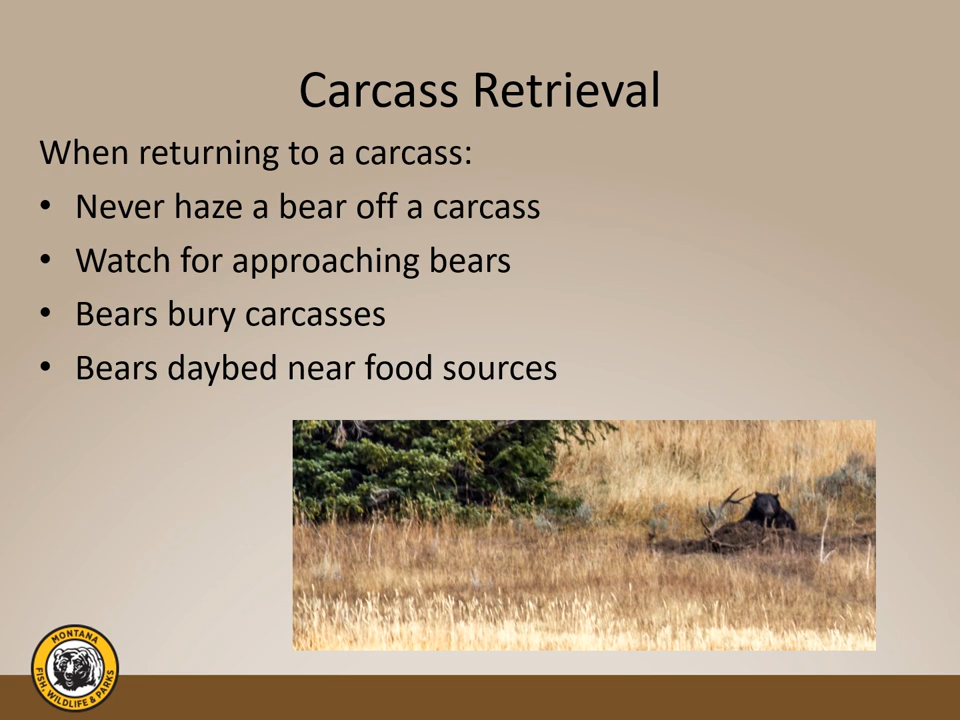 Carcass Retrieval
When returning to a carcass:
• Never haze a bear off a carcass
• Watch for approaching bears
• Bears bury carcasses
• Bears daybed near food sources
MONTANA
FISH, WILDLIFE & PARKS